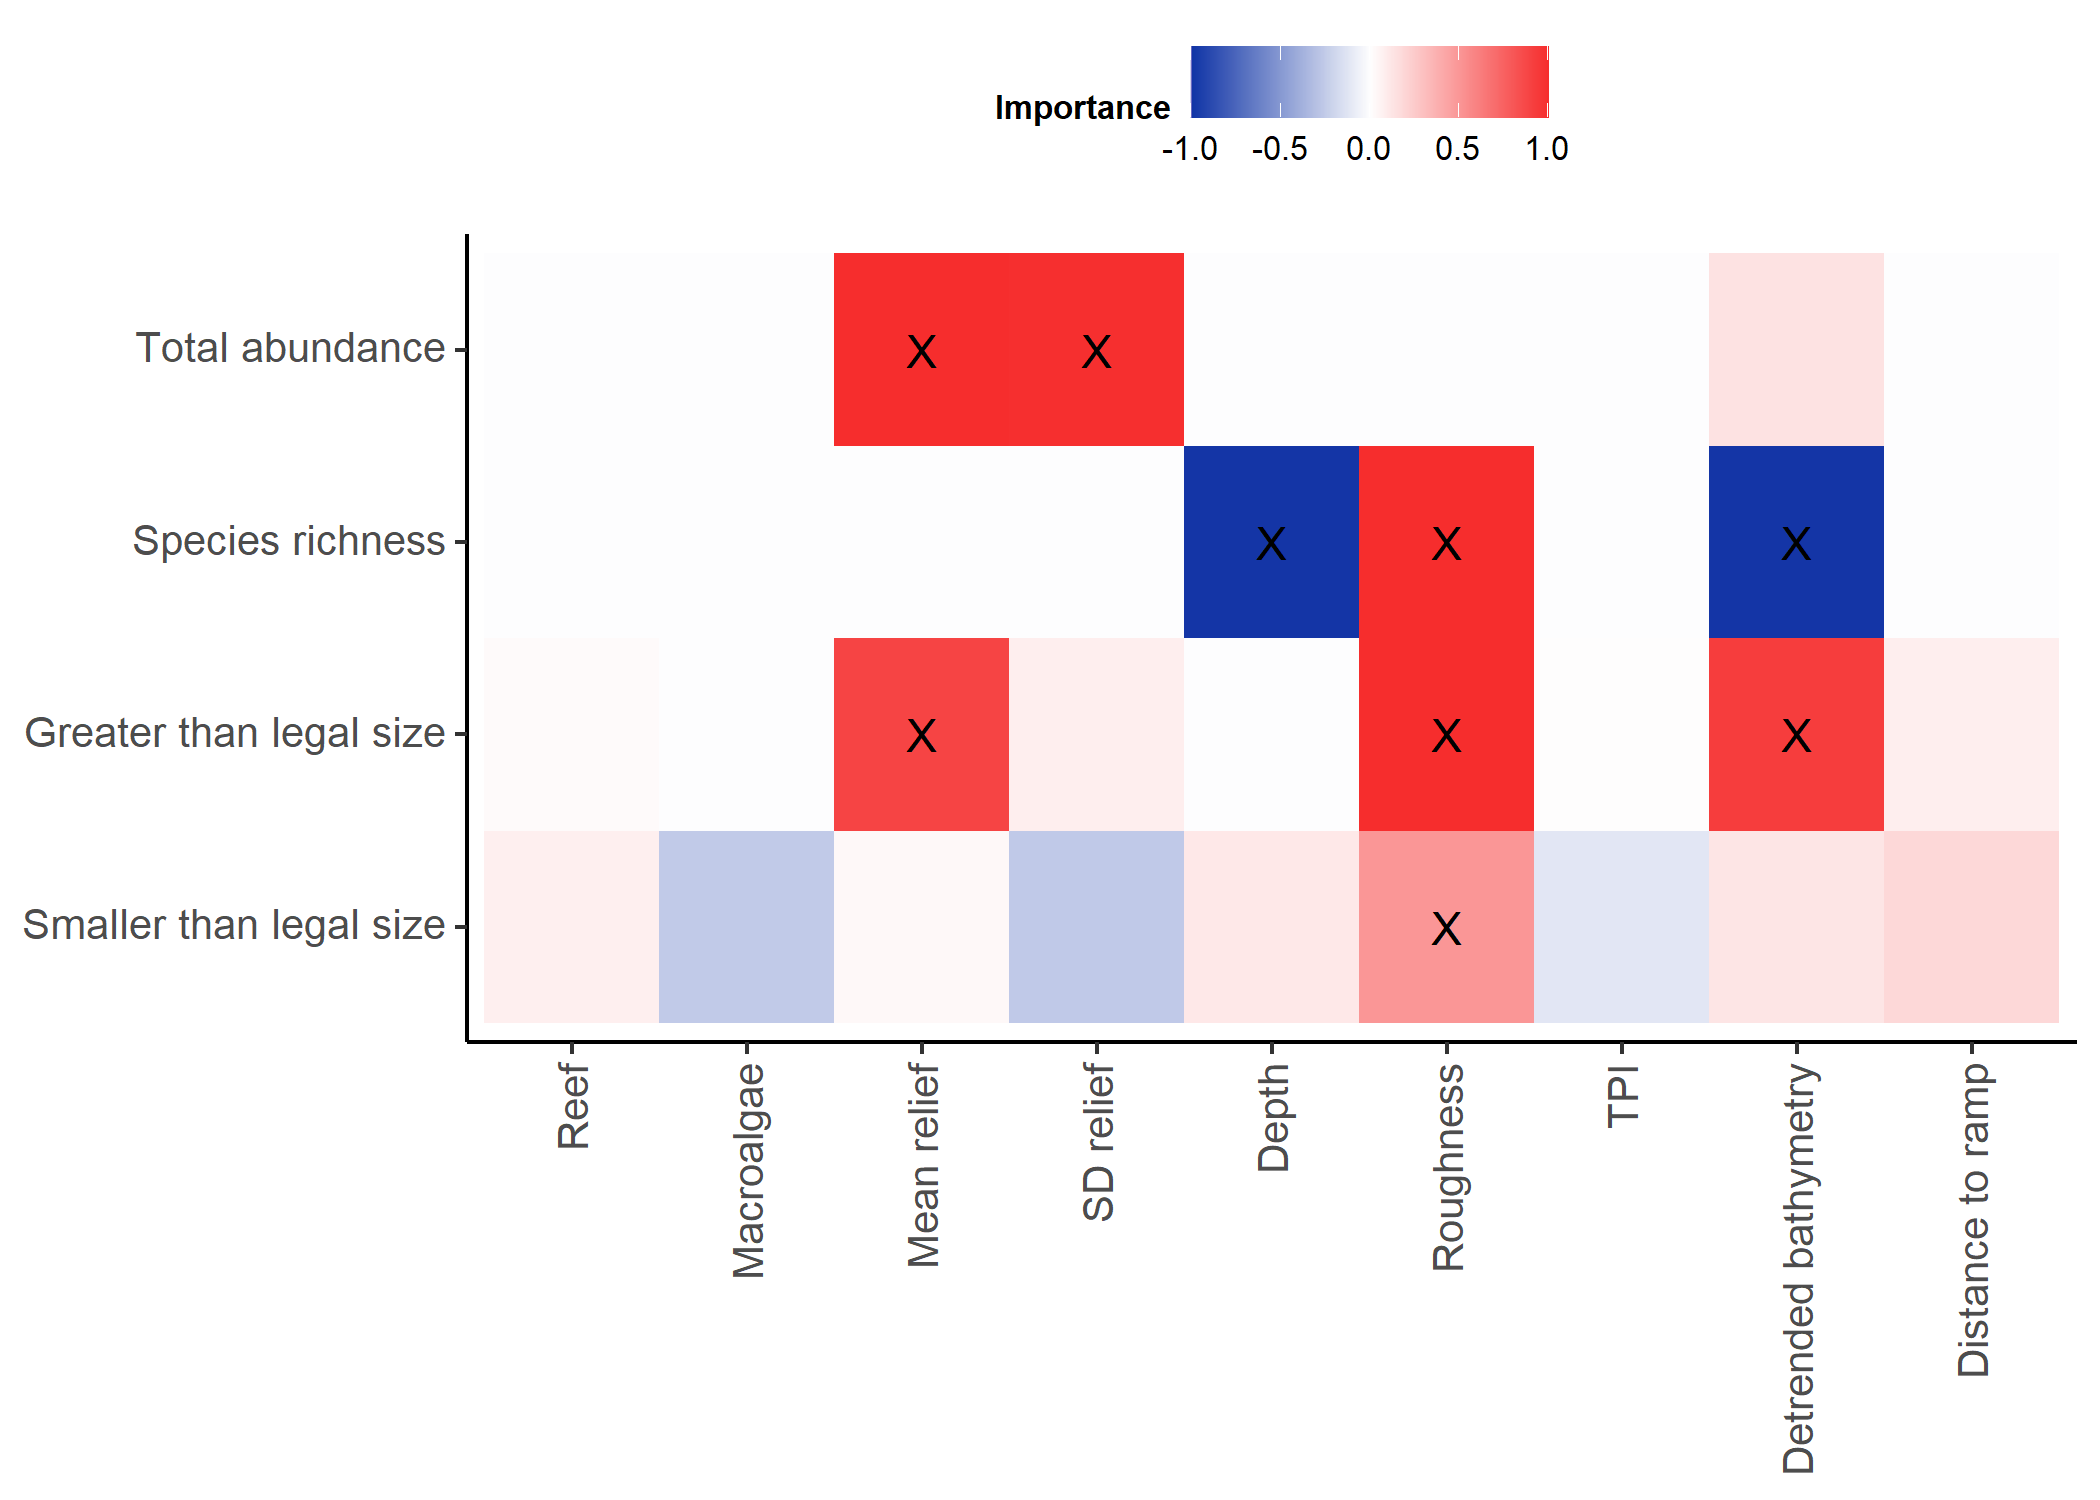 Importance
-1.0 -0.5 0.0 0.5 1.0
Total abundance X X
Species richness X X X
Greater than legal size X X X
Smaller than legal size X
Reef
Macroalgae
Mean relief
SD relief
Depth
Roughness
TPI
Detrended bathymetry
Distance to ramp